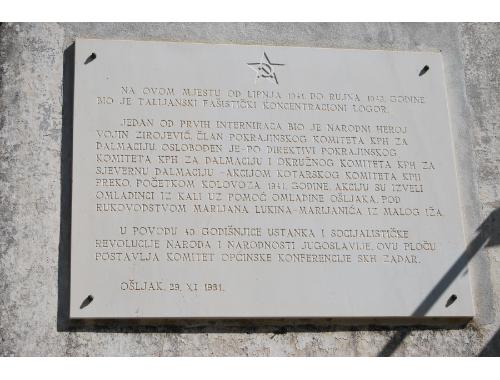 NA OVOM MJESTU OD LIPNJA 1941. DO RUJNA 1943. GODINE
BIO JE TALIJANSKI FAŠISTIČKI KONCENTRACIONI LOGOR.
JEDAN OD PRVIH INTERNIRACA BIO JE NARODNI HEROJ
VOJIN ZIROJEVIĆ, ČLAN POKRAJINSKOG KOMITETA KPH ZA
DALMACIJU. OSLOBOĐEN JE-PO DIREKTIVI POKRAJINSKOG
KOMITETA KPH ZA DALMACIJU I OKRUŽNOG KOMITETA KPH ZA
SJEVERNU DALMACIJU -AKCIJOM KOTARSKOG KOMITETA KPH
PREKO, POČETKOM KOLOVOZA 1941. GODINE. AKCIJU SU IZVELI
OMLADINCI IZ KALI UZ POMOĆ OMLADINE OŠLJAKA, POD
RUKOVODSTVOM MARIJANA LUKINA-MARIJANIĆA IZ MALOG IŽA.
U POVODU 40 GODIŠNJICE USTANKA I SOCIJALISTIČKE
REVOLUCIJE NARODA I NARODNOSTI JUGOSLAVIJE, OVU PLOČU
POSTAVLJA KOMITET OPĆINSKE KONFERENCIJE SKH ZADAR.
OŠLJAK, 29. XI 1981.